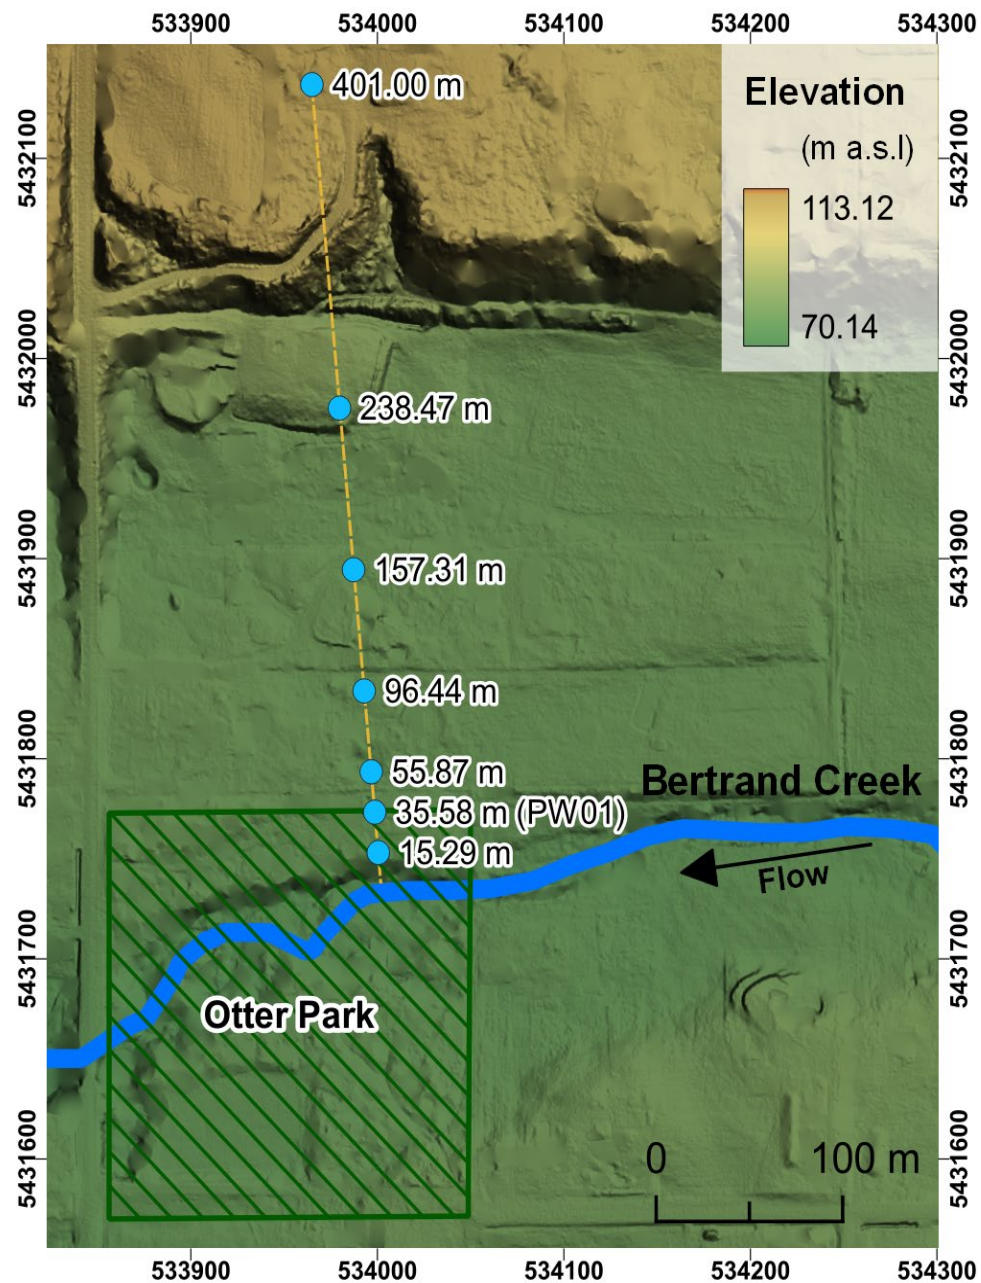 533900 534000 534100 534200 534300
Elevation
(m a.s.l)
113.12
70.14
401.00 m
238.47 m
157.31 m
96.44 m
55.87 m
35.58 m (PW01)
15.29 m
Bertrand Creek
Flow
Otter Park
0 100 m
5432100
5432000
5431900
5431800
5431700
5431600
5432100
5432000
5431900
5431800
5431700
5431600
533900 534000 534100 534200 534300